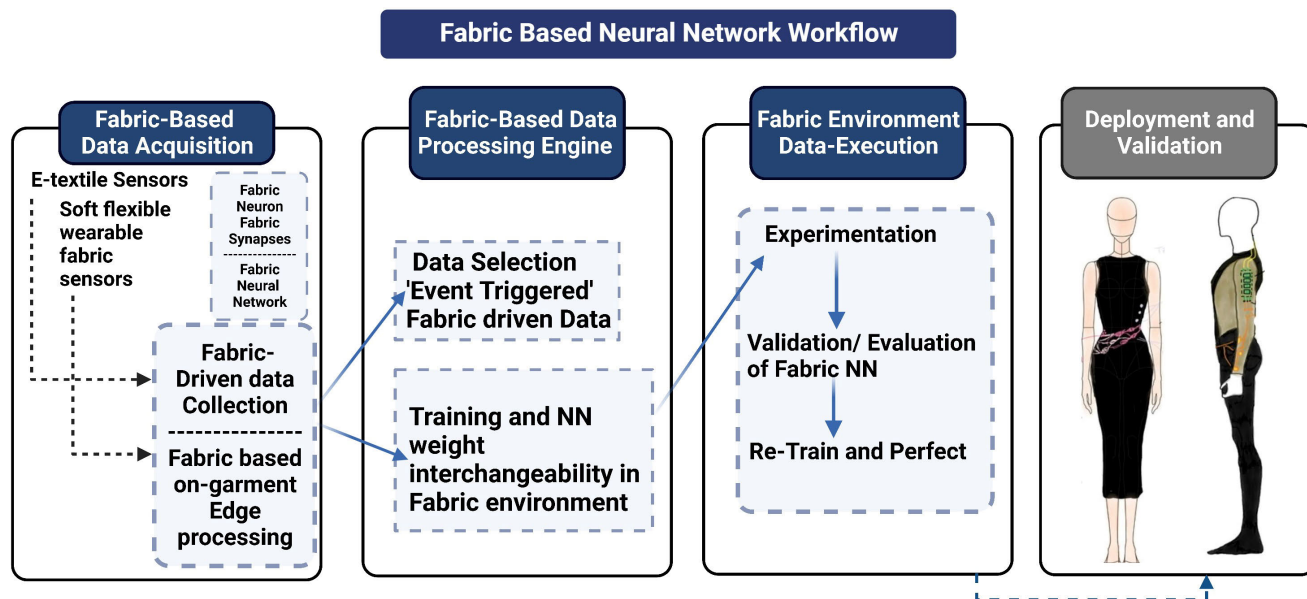 Fabric Based Neural Network Workflow
Fabric-Based
Data Acquisition
E-textile Sensors
Soft flexible
wearable
fabric
sensors
Fabric
Neuron
Fabric
Synapses
Fabric
Neural
Network
Fabric-
Driven data
Collection
Fabric based
on-garment
Edge
processing
Fabric-Based Data
Processing Engine
Data Selection
'Event Triggered'
Fabric driven Data
Training and NN
weight
interchangeability in
Fabric environment
Fabric Environment
Data-Execution
Experimentation
Validation/ Evaluation
of Fabric NN
Re-Train and Perfect
Deployment and
Validation